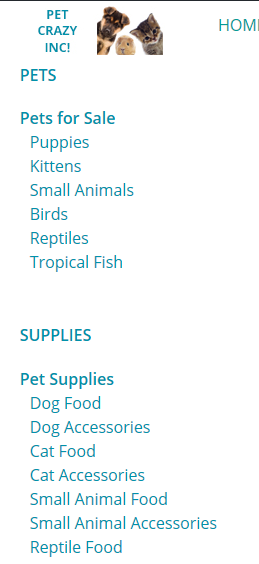 PET
CRAZY
INC!
HOM
PETS
Pets for Sale
Puppies
Kittens
Small Animals
Birds
Reptiles
Tropical Fish
SUPPLIES
Pet Supplies
Dog Food
Dog Accessories
Cat Food
Cat Accessories
Small Animal Food
Small Animal Accessories
Reptile Food